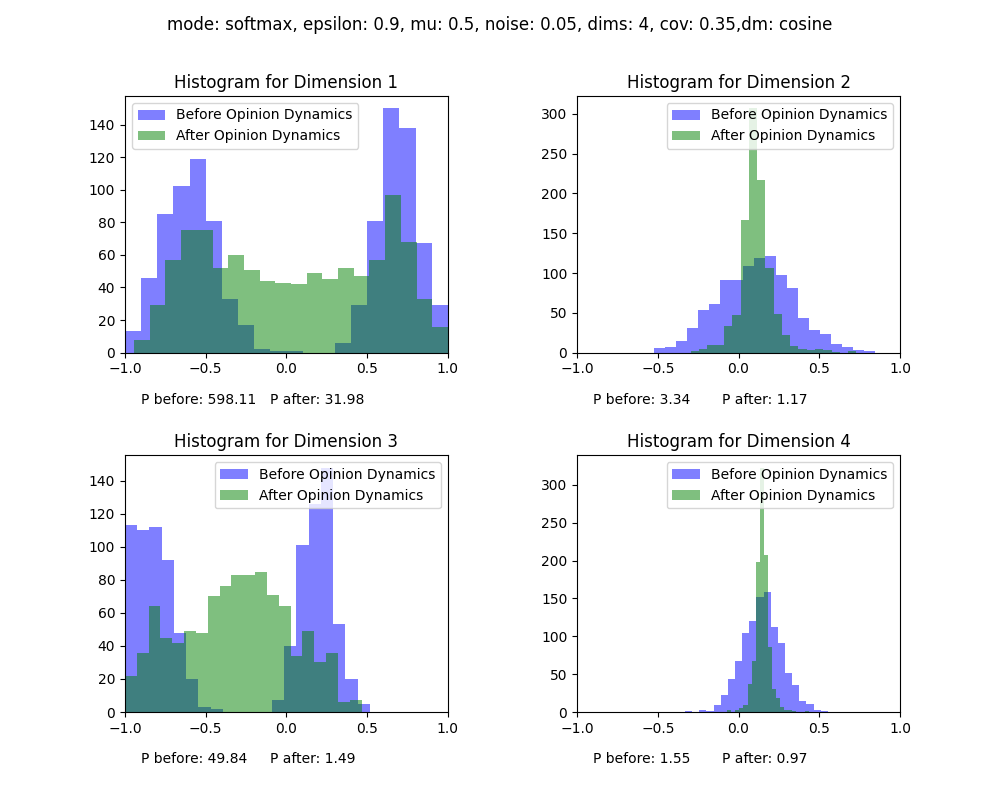 mode: softmax, epsilon: 0.9, mu: 0.5, noise: 0.05, dims: 4, cov: 0.35,dm: cosine
Histogram for Dimension 1
Before Opinion Dynamics
After Opinion Dynamics
140
120
100
80
60
40
20
0
−1.0 −0.5 0.0 0.5 1.0
P before: 598.11 P after: 31.98
Histogram for Dimension 2
Before Opinion Dynamics
After Opinion Dynamics
300
250
200
150
100
50
0
−1.0 −0.5 0.0 0.5 1.0
P before: 3.34 P after: 1.17
Histogram for Dimension 3
Before Opinion Dynamics
After Opinion Dynamics
140
120
100
80
60
40
20
0
−1.0 −0.5 0.0 0.5 1.0
P before: 49.84 P after: 1.49
Histogram for Dimension 4
Before Opinion Dynamics
After Opinion Dynamics
300
250
200
150
100
50
0
−1.0 −0.5 0.0 0.5 1.0
P before: 1.55 P after: 0.97